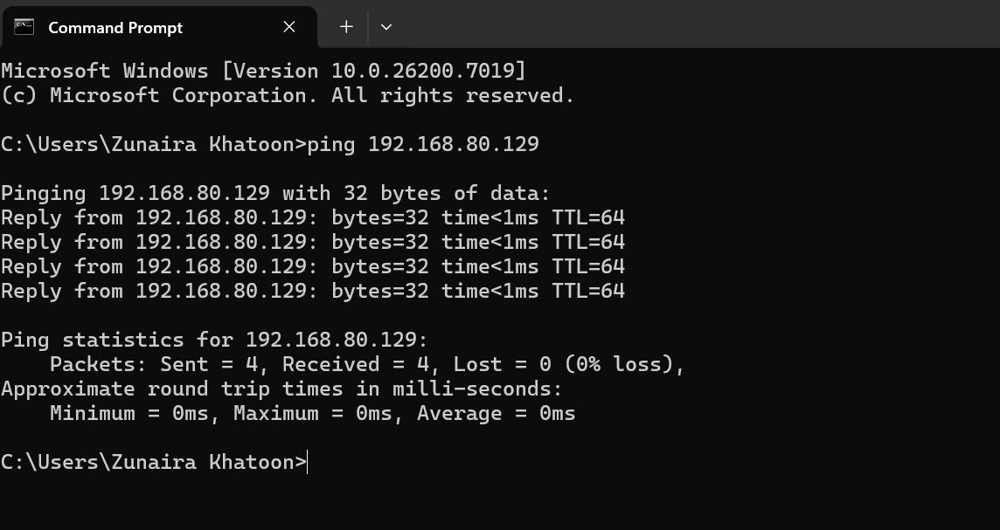 Command Prompt
Microsoft Windows [Version 10.0.26200.7019]
(c) Microsoft Corporation. All rights reserved.
C:\Users\Zunaira Khatoon>ping 192.168.80.129
Pinging 192.168.80.129 with 32 bytes of data:
Reply from 192.168.80.129: bytes=32 time<1ms TTL=64
Reply from 192.168.80.129: bytes=32 time<1ms TTL=64
Reply from 192.168.80.129: bytes=32 time<1ms TTL=64
Reply from 192.168.80.129: bytes=32 time<1ms TTL=64
Ping statistics for 192.168.80.129:
    Packets: Sent = 4, Received = 4, Lost = 0 (0% loss),
Approximate round trip times in milli-seconds:
    Minimum = 0ms, Maximum = 0ms, Average = 0ms
C:\Users\Zunaira Khatoon>